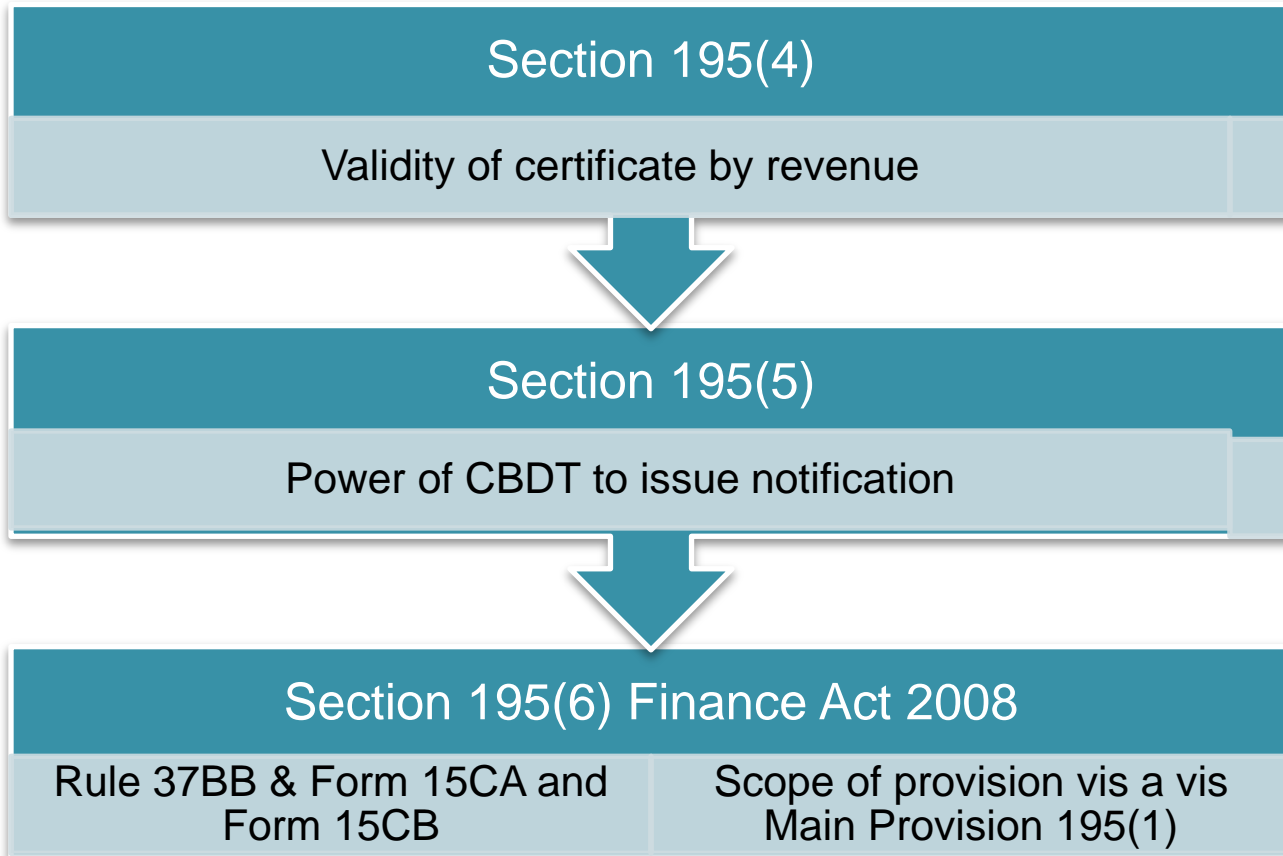 Section 195(4)
Validity of certificate by revenue
Section 195(5)
Power of CBDT to issue notification
Section 195(6) Finance Act 2008
Rule 37BB & Form 15CA and
Form 15CB
Scope of provision vis a vis
Main Provision 195(1)